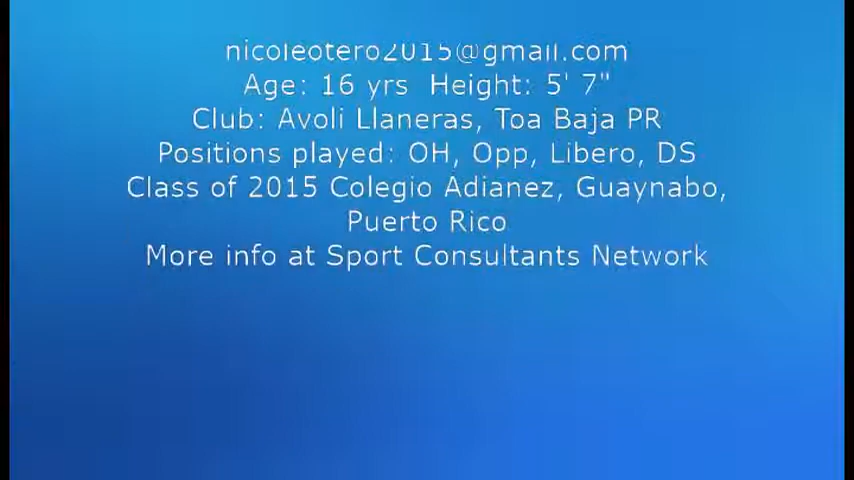 nicoleotero2015@gmail.com
Age: 16 yrs  Height: 5' 7"
Club: Avoli Llaneras, Toa Baja PR
Positions played: OH, Opp, Libero, DS
Class of 2015 Colegio Adianez, Guaynabo,
Puerto Rico
More info at Sport Consultants Network